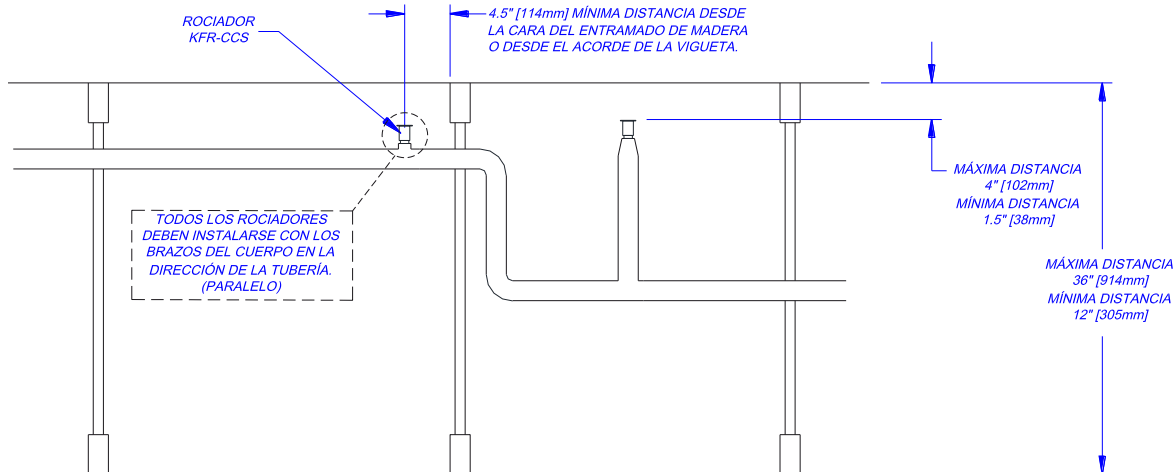 ROCIADOR
KFR-CCS
4.5" [114mm] MÍNIMA DISTANCIA DESDE
LA CARA DEL ENTRAMADO DE MADERA
O DESDE EL ACORDE DE LA VIGUETA.
TODOS LOS ROCIADORES
DEBEN INSTALARSE CON LOS
BRAZOS DEL CUERPO EN LA
DIRECCIÓN DE LA TUBERÍA.
(PARALELO)
MÁXIMA DISTANCIA
4" [102mm]
MÍNIMA DISTANCIA
1.5" [38mm]
MÁXIMA DISTANCIA
36" [914mm]
MÍNIMA DISTANCIA
12" [305mm]